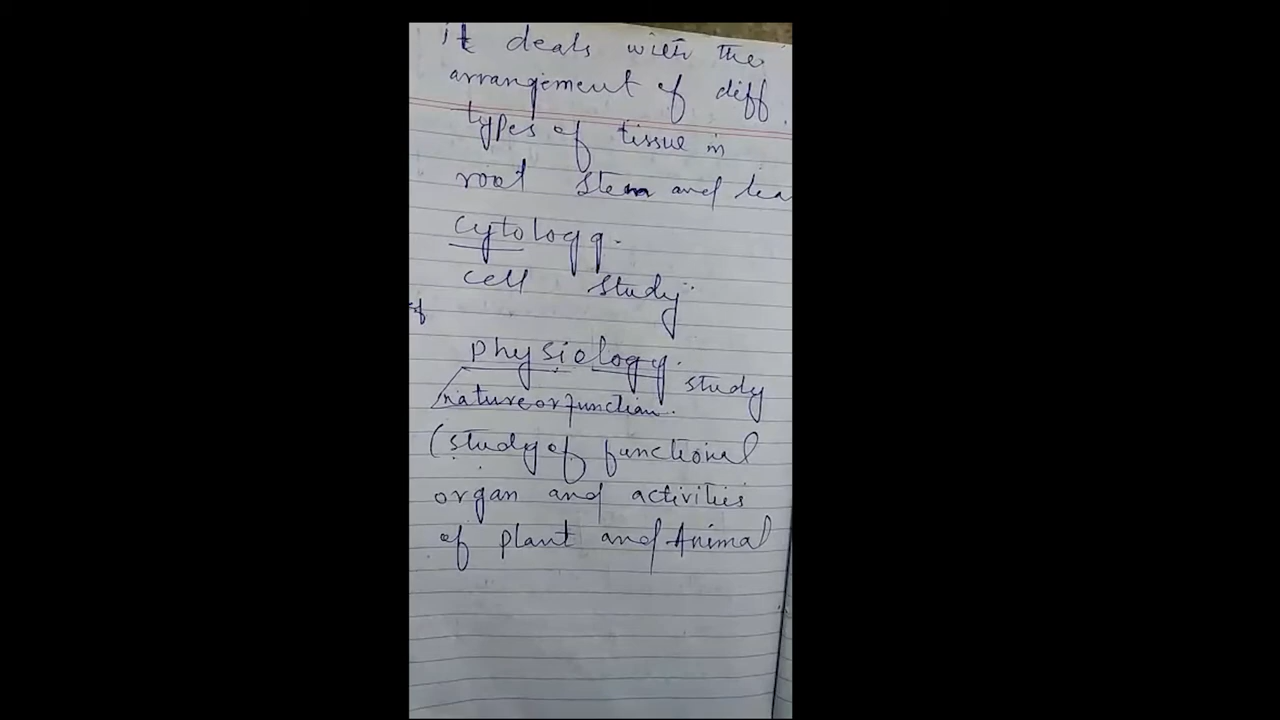 it deals with the
arrangement of diff.
types of tissue in
root stem and lea
cytology.
cell study.
of
physiology.
study
nature or function.
(study of functional
organ and activities
of plant and Animal